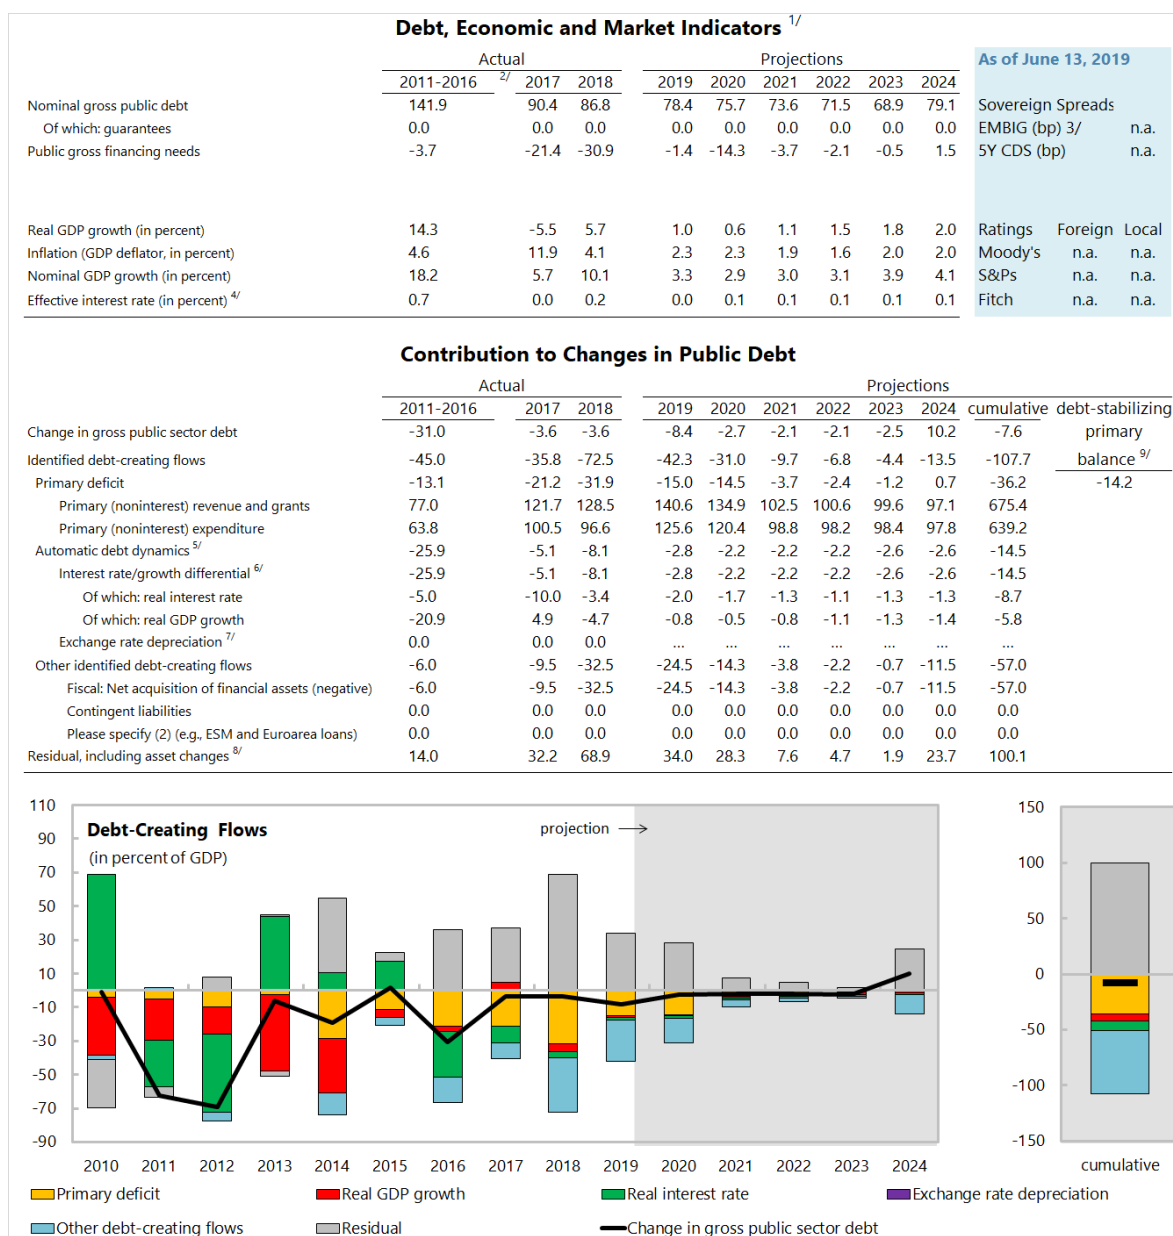 Debt, Economic and Market Indicators 1/
Actual Projections As of June 13, 2019
2011-2016 2/ 2017 2018 2019 2020 2021 2022 2023 2024
Nominal gross public debt 141.9 90.4 86.8 78.4 75.7 73.6 71.5 68.9 79.1 Sovereign Spreads
Of which: guarantees 0.0 0.0 0.0 0.0 0.0 0.0 0.0 0.0 0.0 EMBIG (bp) 3/ n.a.
Public gross financing needs -3.7 -21.4 -30.9 -1.4 -14.3 -3.7 -2.1 -0.5 1.5 5Y CDS (bp) n.a.
Real GDP growth (in percent) 14.3 -5.5 5.7 1.0 0.6 1.1 1.5 1.8 2.0 Ratings Foreign Local
Inflation (GDP deflator, in percent) 4.6 11.9 4.1 2.3 2.3 1.9 1.6 2.0 2.0 Moody's n.a. n.a.
Nominal GDP growth (in percent) 18.2 5.7 10.1 3.3 2.9 3.0 3.1 3.9 4.1 S&Ps n.a. n.a.
Effective interest rate (in percent) 4/ 0.7 0.0 0.2 0.0 0.1 0.1 0.1 0.1 0.1 Fitch n.a. n.a.
Contribution to Changes in Public Debt
Actual Projections
2011-2016 2017 2018 2019 2020 2021 2022 2023 2024 cumulative debt-stabilizing
Change in gross public sector debt -31.0 -3.6 -3.6 -8.4 -2.7 -2.1 -2.1 -2.5 10.2 -7.6 primary
Identified debt-creating flows -45.0 -35.8 -72.5 -42.3 -31.0 -9.7 -6.8 -4.4 -13.5 -107.7 balance 9/
Primary deficit -13.1 -21.2 -31.9 -15.0 -14.5 -3.7 -2.4 -1.2 0.7 -36.2 -14.2
Primary (noninterest) revenue and grants 77.0 121.7 128.5 140.6 134.9 102.5 100.6 99.6 97.1 675.4
Primary (noninterest) expenditure 63.8 100.5 96.6 125.6 120.4 98.8 98.2 98.4 97.8 639.2
Automatic debt dynamics 5/ -25.9 -5.1 -8.1 -2.8 -2.2 -2.2 -2.2 -2.6 -2.6 -14.5
Interest rate/growth differential 6/ -25.9 -5.1 -8.1 -2.8 -2.2 -2.2 -2.2 -2.6 -2.6 -14.5
Of which: real interest rate -5.0 -10.0 -3.4 -2.0 -1.7 -1.3 -1.1 -1.3 -1.3 -8.7
Of which: real GDP growth -20.9 4.9 -4.7 -0.8 -0.5 -0.8 -1.1 -1.3 -1.4 -5.8
Exchange rate depreciation 7/ 0.0 0.0 0.0 ... ... ... ... ... ... ...
Other identified debt-creating flows -6.0 -9.5 -32.5 -24.5 -14.3 -3.8 -2.2 -0.7 -11.5 -57.0
Fiscal: Net acquisition of financial assets (negative) -6.0 -9.5 -32.5 -24.5 -14.3 -3.8 -2.2 -0.7 -11.5 -57.0
Contingent liabilities 0.0 0.0 0.0 0.0 0.0 0.0 0.0 0.0 0.0 0.0
Please specify (2) (e.g., ESM and Euroarea loans) 0.0 0.0 0.0 0.0 0.0 0.0 0.0 0.0 0.0 0.0
Residual, including asset changes 8/ 14.0 32.2 68.9 34.0 28.3 7.6 4.7 1.9 23.7 100.1
Debt-Creating Flows
(in percent of GDP)
projection
110
90
70
50
30
10
-10
-30
-50
-70
-90
2010 2011 2012 2013 2014 2015 2016 2017 2018 2019 2020 2021 2022 2023 2024
150
100
50
0
-50
-100
-150
cumulative
Primary deficit Real GDP growth Real interest rate Exchange rate depreciation
Other debt-creating flows Residual Change in gross public sector debt